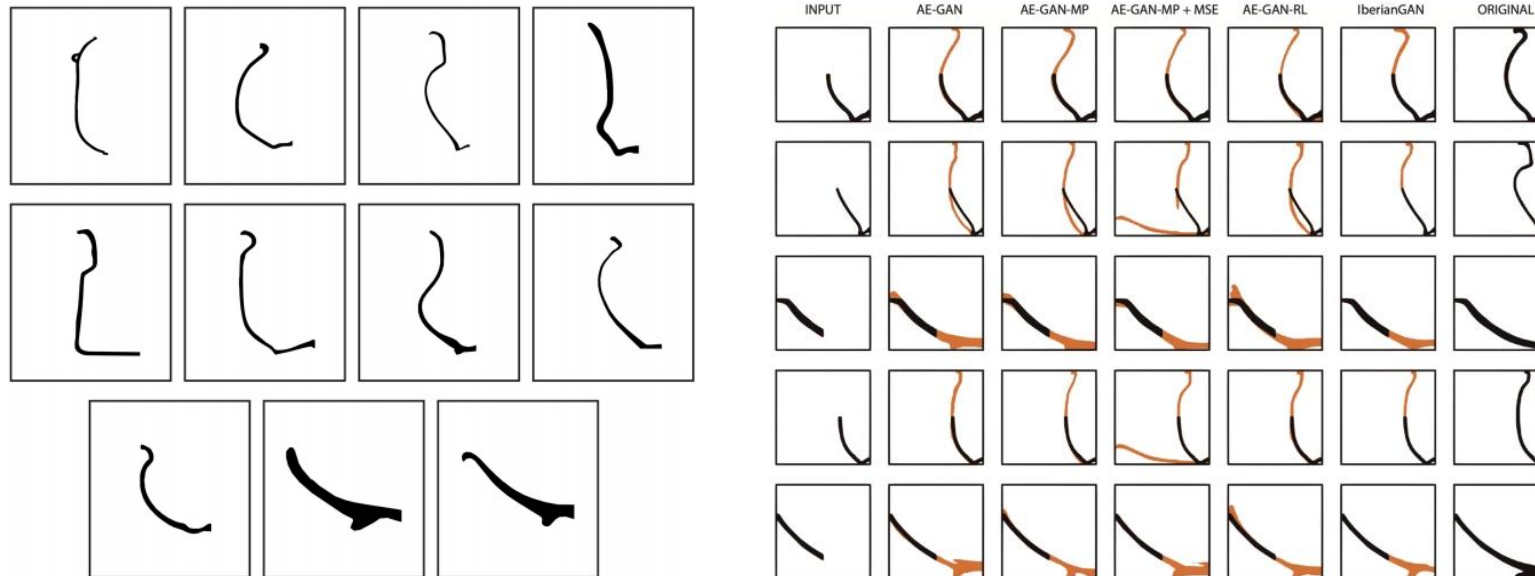 INPUT AE-GAN AE-GAN-MP AE-GAN-MP + MSE AE-GAN-RL IberianGAN ORIGINAL